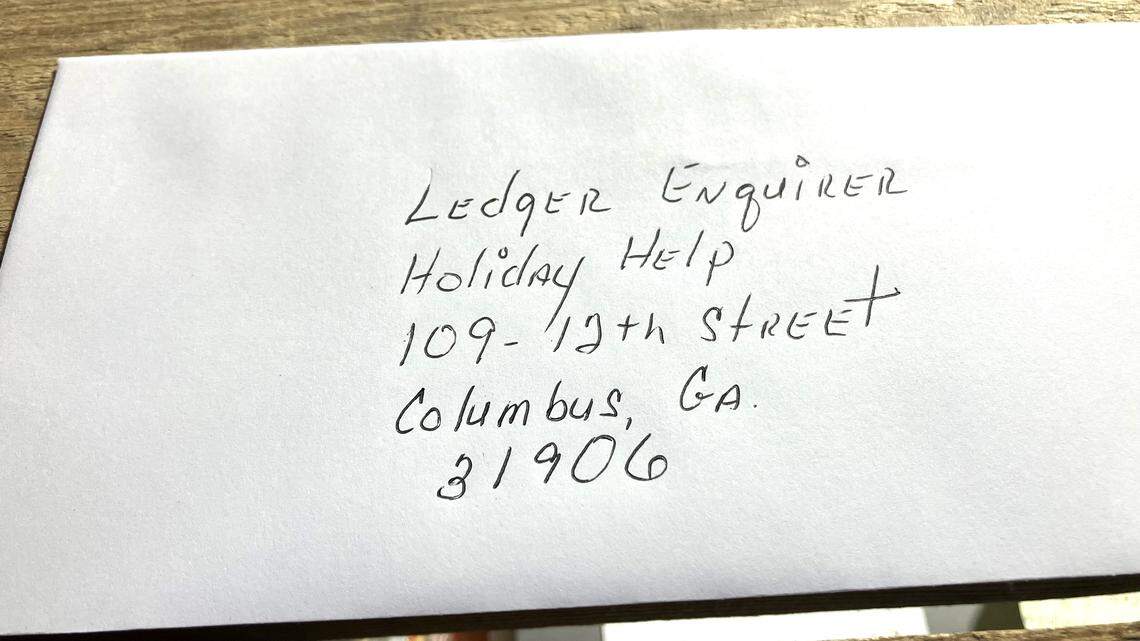 Ledger Enquirer
Holiday Help
109-12th Street
Columbus, GA.
31906